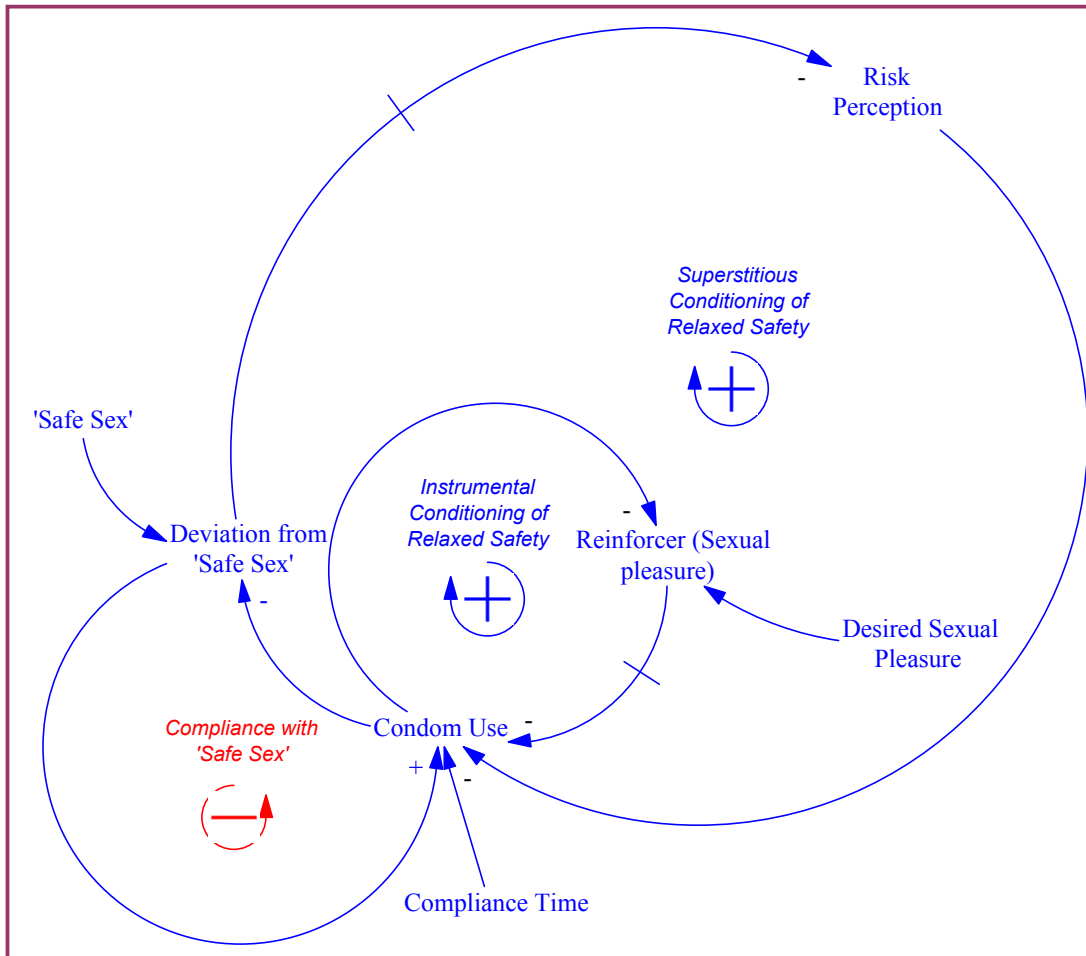 -
Risk
Perception
Superstitious
Conditioning of
Relaxed Safety
+
'Safe Sex'
Instrumental
Conditioning of
Relaxed Safety
+
-
Reinforcer (Sexual
pleasure)
Deviation from
'Safe Sex'
-
Desired Sexual
Pleasure
Condom Use
-
+
-
Compliance with
'Safe Sex'
—
Compliance Time